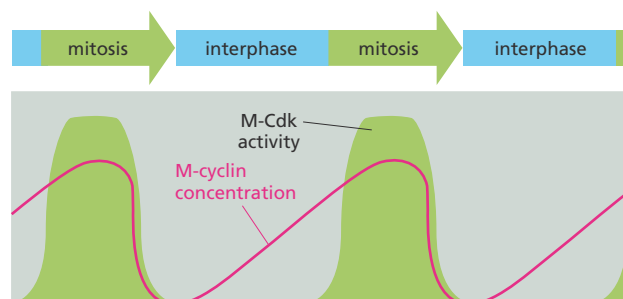 mitosis
interphase
mitosis
interphase
M-Cdk
activity
M-cyclin
concentration